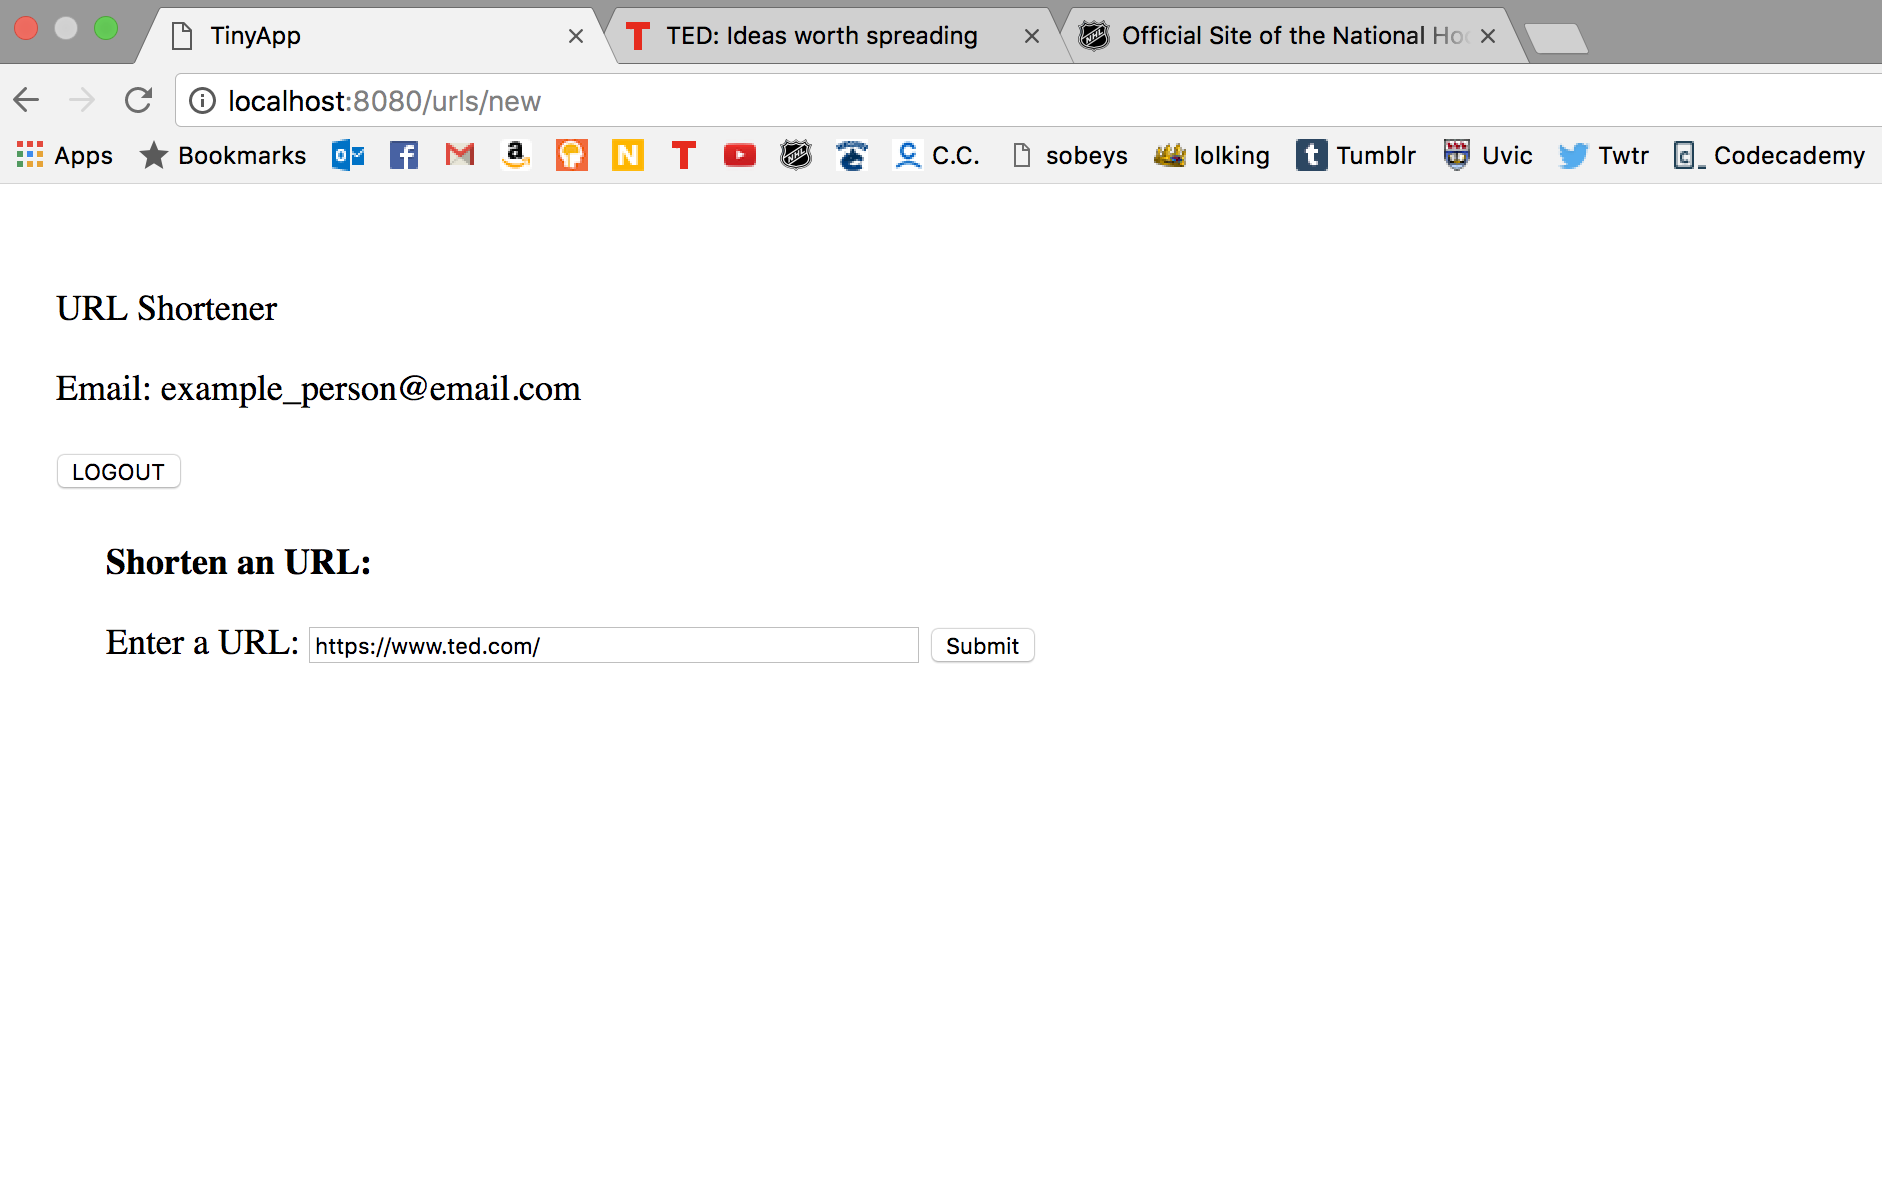 TinyApp
TED: Ideas worth spreading
Official Site of the National Hoc
localhost:8080/urls/new
Apps Bookmarks C.C. sobeys lolking Tumblr Uvic Twtr Codecademy
URL Shortener
Email: example_person@email.com
LOGOUT
Shorten an URL:
Enter a URL: https://www.ted.com/ Submit